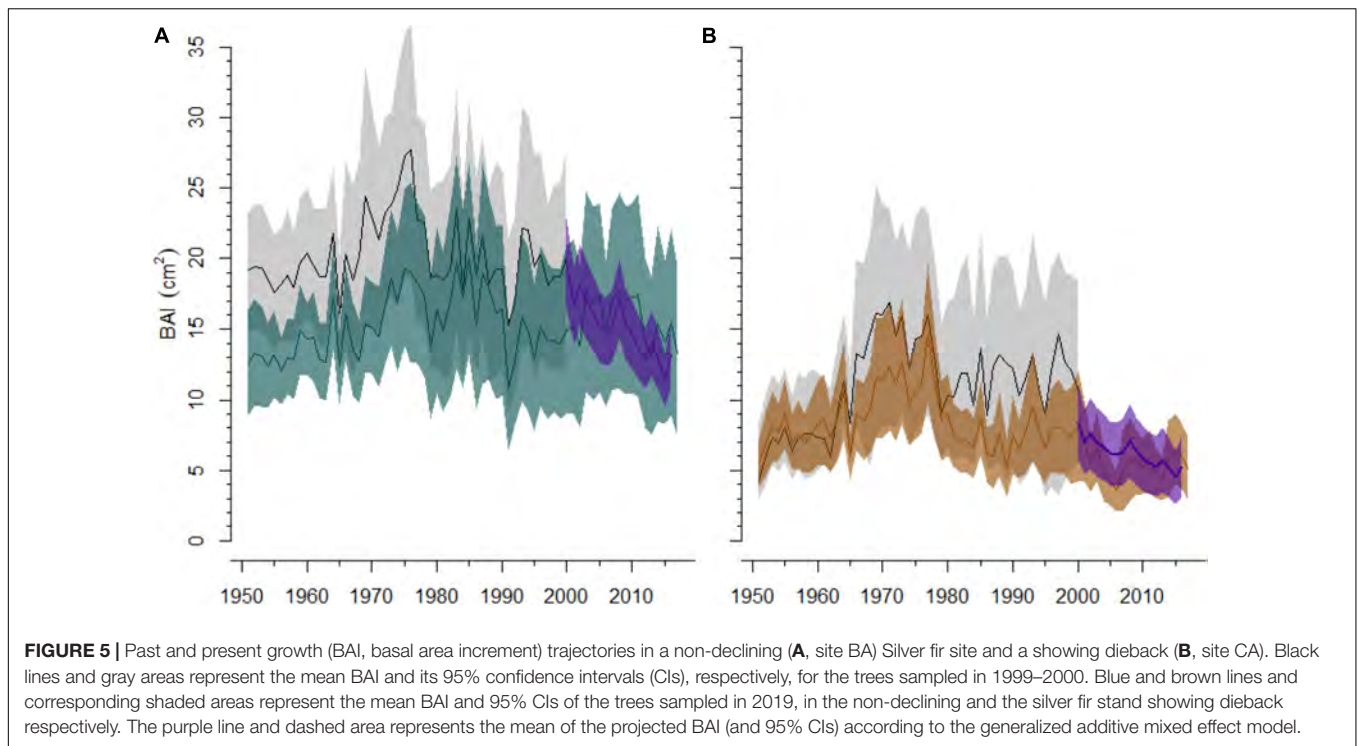 A
B
35
30
25
20
15
10
5
0
BAI (cm²)
1950 1960 1970 1980 1990 2000 2010
1950 1960 1970 1980 1990 2000 2010
FIGURE 5 | Past and present growth (BAI, basal area increment) trajectories in a non-declining (A, site BA) Silver fir site and a showing dieback (B, site CA). Black
lines and gray areas represent the mean BAI and its 95% confidence intervals (CIs), respectively, for the trees sampled in 1999–2000. Blue and brown lines and
corresponding shaded areas represent the mean BAI and 95% CIs of the trees sampled in 2019, in the non-declining and the silver fir stand showing dieback
respectively. The purple line and dashed area represents the mean of the projected BAI (and 95% CIs) according to the generalized additive mixed effect model.